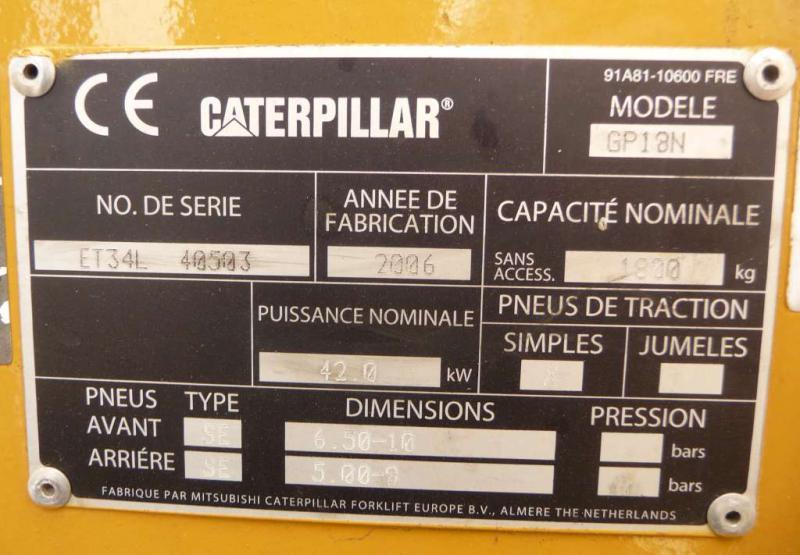 CE CATERPILLAR®
91A81-10600 FRE
MODELE
GP18N
NO. DE SERIE
ET34L 40503
ANNEE DE
FABRICATION
2006
CAPACITÉ NOMINALE
SANS
ACCESS. 1800 kg
PUISSANCE NOMINALE
42.0 kW
PNEUS DE TRACTION
SIMPLES JUMELES
X
PNEUS TYPE DIMENSIONS PRESSION
AVANT SE 6.50-10 bars
ARRIÉRE SE 5.00-8 bars
FABRIQUE PAR MITSUBISHI CATERPILLAR FORKLIFT EUROPE B.V., ALMERE THE NETHERLANDS